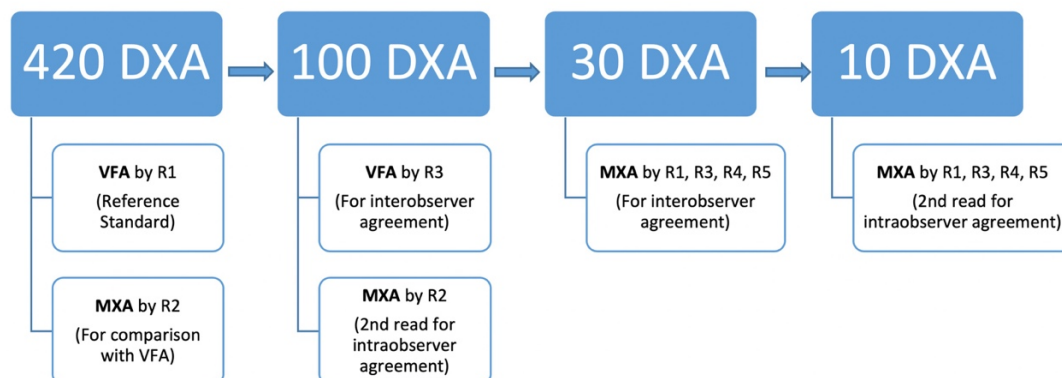 420 DXA
VFA by R1
(Reference
Standard)
MXA by R2
(For comparison
with VFA)
100 DXA
VFA by R3
(For interobserver
agreement)
MXA by R2
(2nd read for
intraobserver
agreement)
30 DXA
MXA by R1, R3, R4, R5
(For interobserver
agreement)
10 DXA
MXA by R1, R3, R4, R5
(2nd read for
intraobserver agreement)